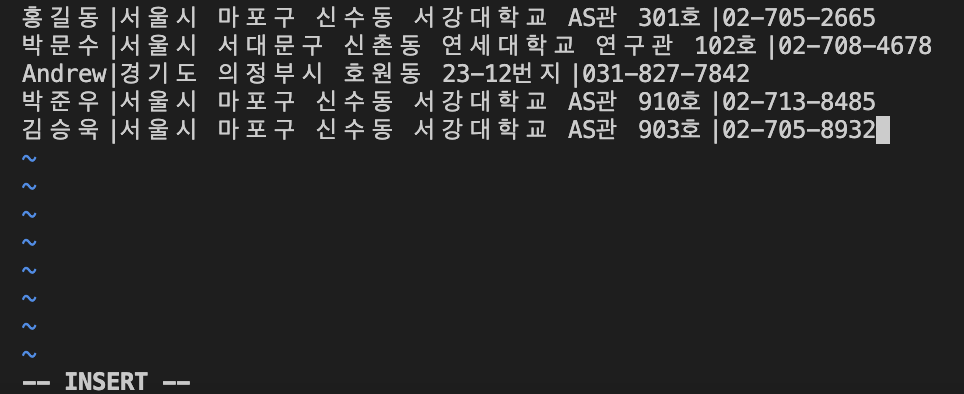 홍길동|서울시 마포구 신수동 서강대학교 AS관 301호|02-705-2665
박문수|서울시 서대문구 신촌동 연세대학교 연구관 102호|02-708-4678
Andrew|경기도 의정부시 호원동 23-12번지|031-827-7842
박준우|서울시 마포구 신수동 서강대학교 AS관 910호|02-713-8485
김승욱|서울시 마포구 신수동 서강대학교 AS관 903호|02-705-8932
~
~
~
~
~
~
~
~
-- INSERT --